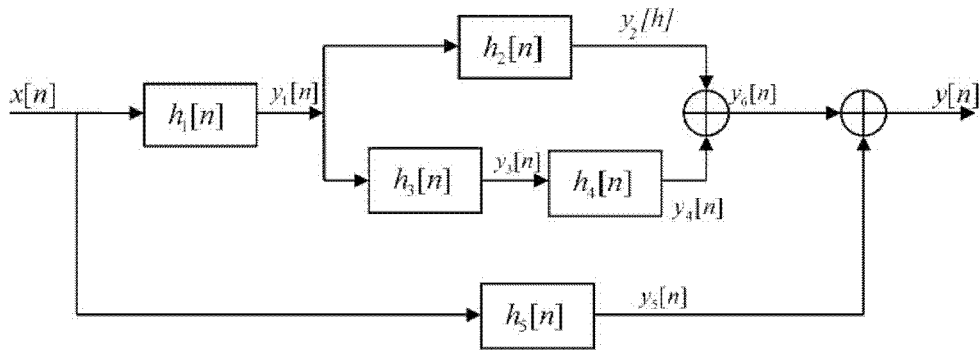 y₂[h]
h₂[n]
x[n]
h₁[n]
y₁[n]
y₆[n]
y[n]
h₃[n]
y₃[n]
h₄[n]
y₄[n]
h₅[n]
y₅[n]